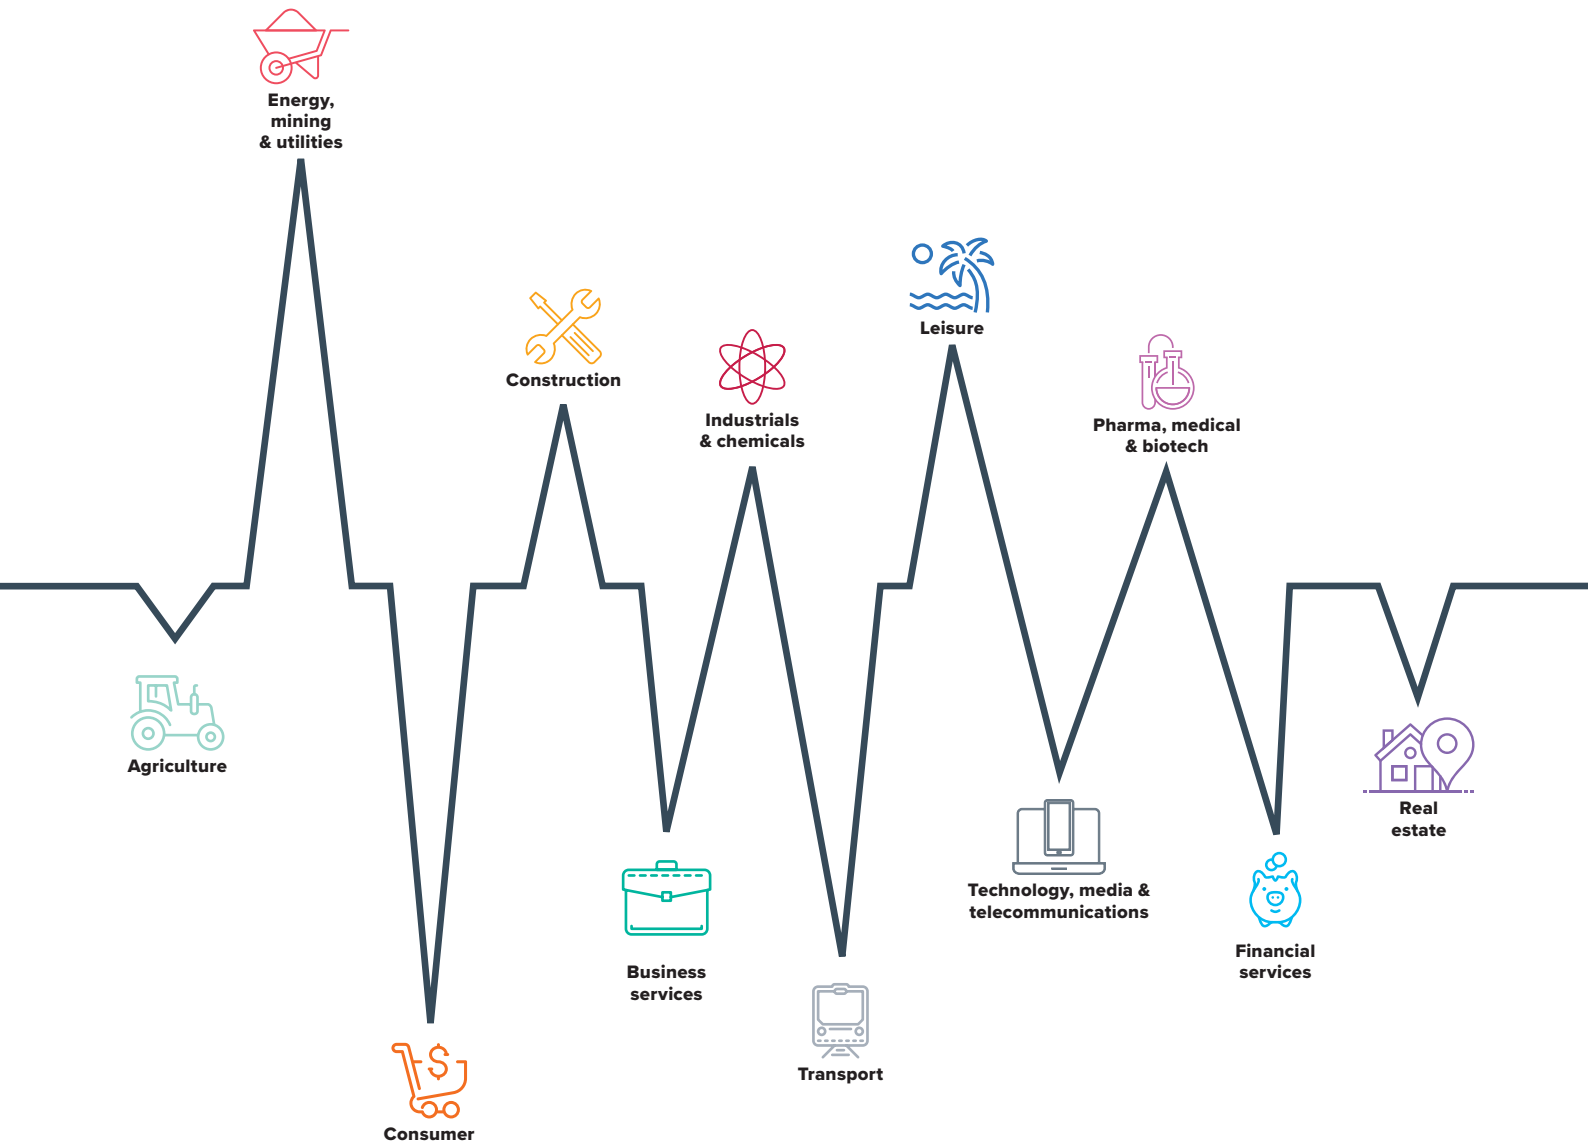 Energy,
mining
& utilities
Leisure
Construction
Industrials
& chemicals
Pharma, medical
& biotech
Agriculture
Real
estate
Technology, media &
telecommunications
Financial
services
Business
services
Transport
Consumer